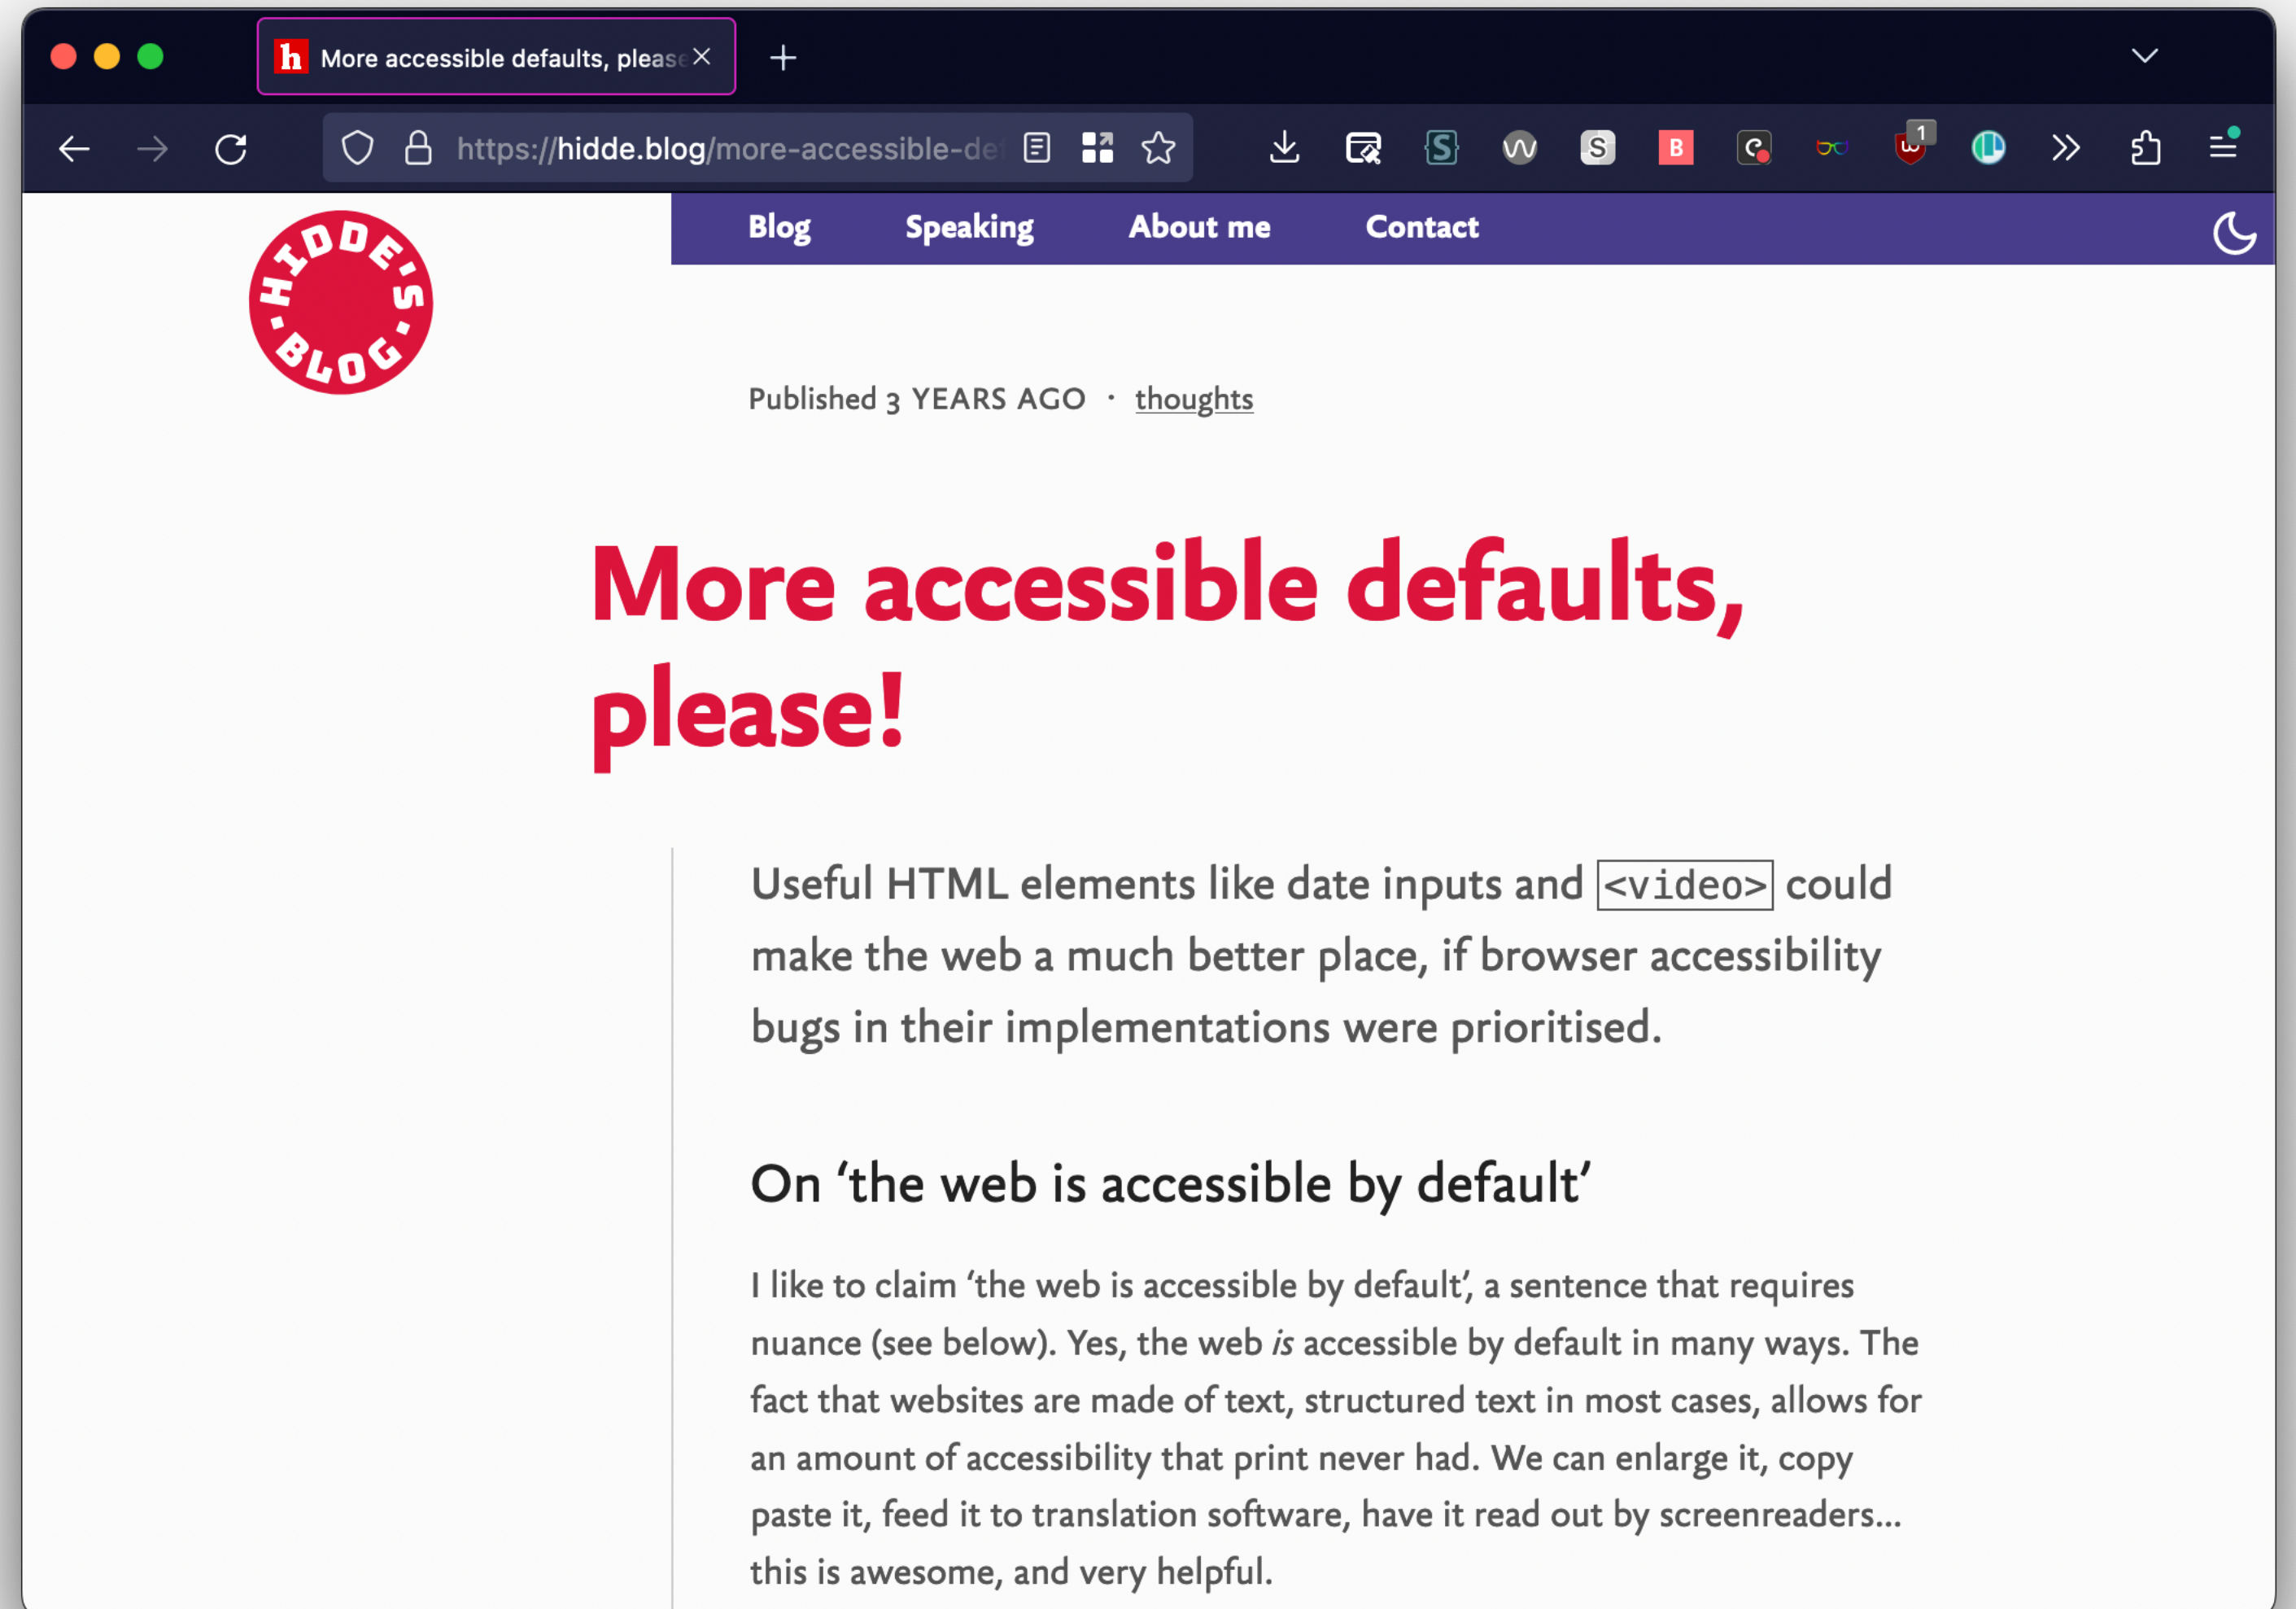 h More accessible defaults, please
https://hidde.blog/more-accessible-def
S
S
B
1
HIDDE'S BLOG
Blog Speaking About me Contact
Published 3 YEARS AGO · thoughts
More accessible defaults,
please!
Useful HTML elements like date inputs and <video> could
make the web a much better place, if browser accessibility
bugs in their implementations were prioritised.
On ‘the web is accessible by default’
I like to claim ‘the web is accessible by default’, a sentence that requires
nuance (see below). Yes, the web is accessible by default in many ways. The
fact that websites are made of text, structured text in most cases, allows for
an amount of accessibility that print never had. We can enlarge it, copy
paste it, feed it to translation software, have it read out by screenreaders…
this is awesome, and very helpful.